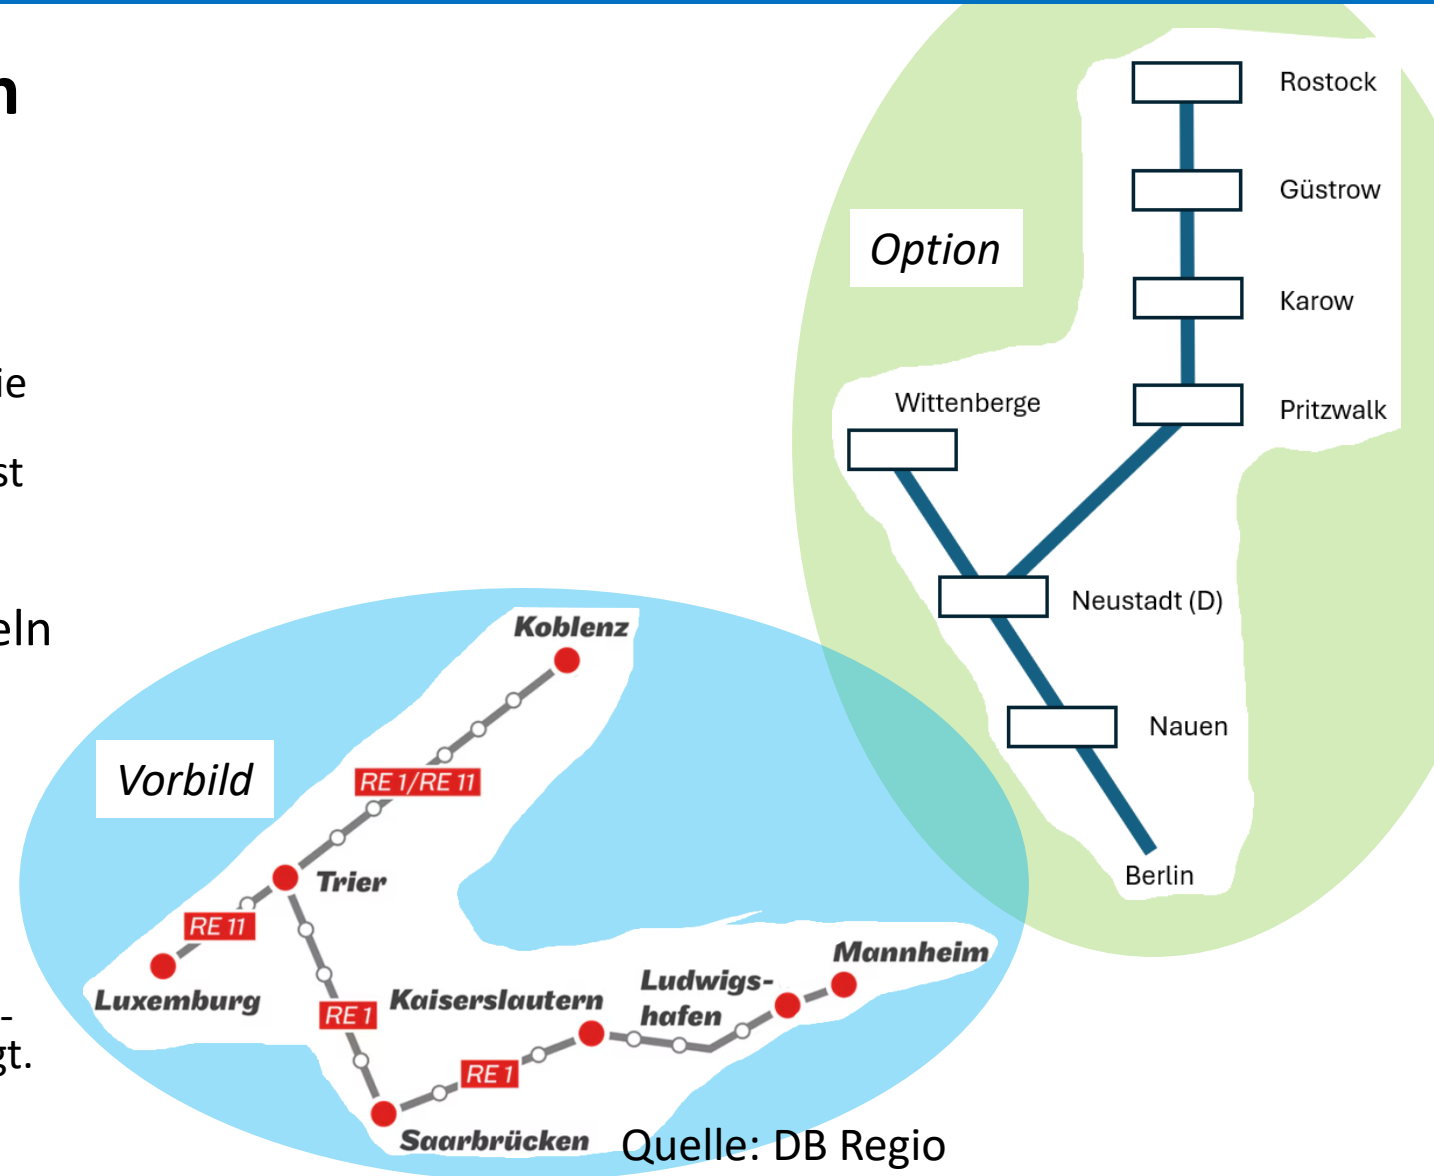 n
ie
st
eln
-
gt.
Option
Rostock
Güstrow
Karow
Pritzwalk
Wittenberge
Neustadt (D)
Nauen
Berlin
Vorbild
Koblenz
RE 1/RE 11
Trier
RE 11
Luxemburg
RE 1
Kaiserslautern
Ludwigs-
hafen
Mannheim
RE 1
Saarbrücken
Quelle: DB Regio